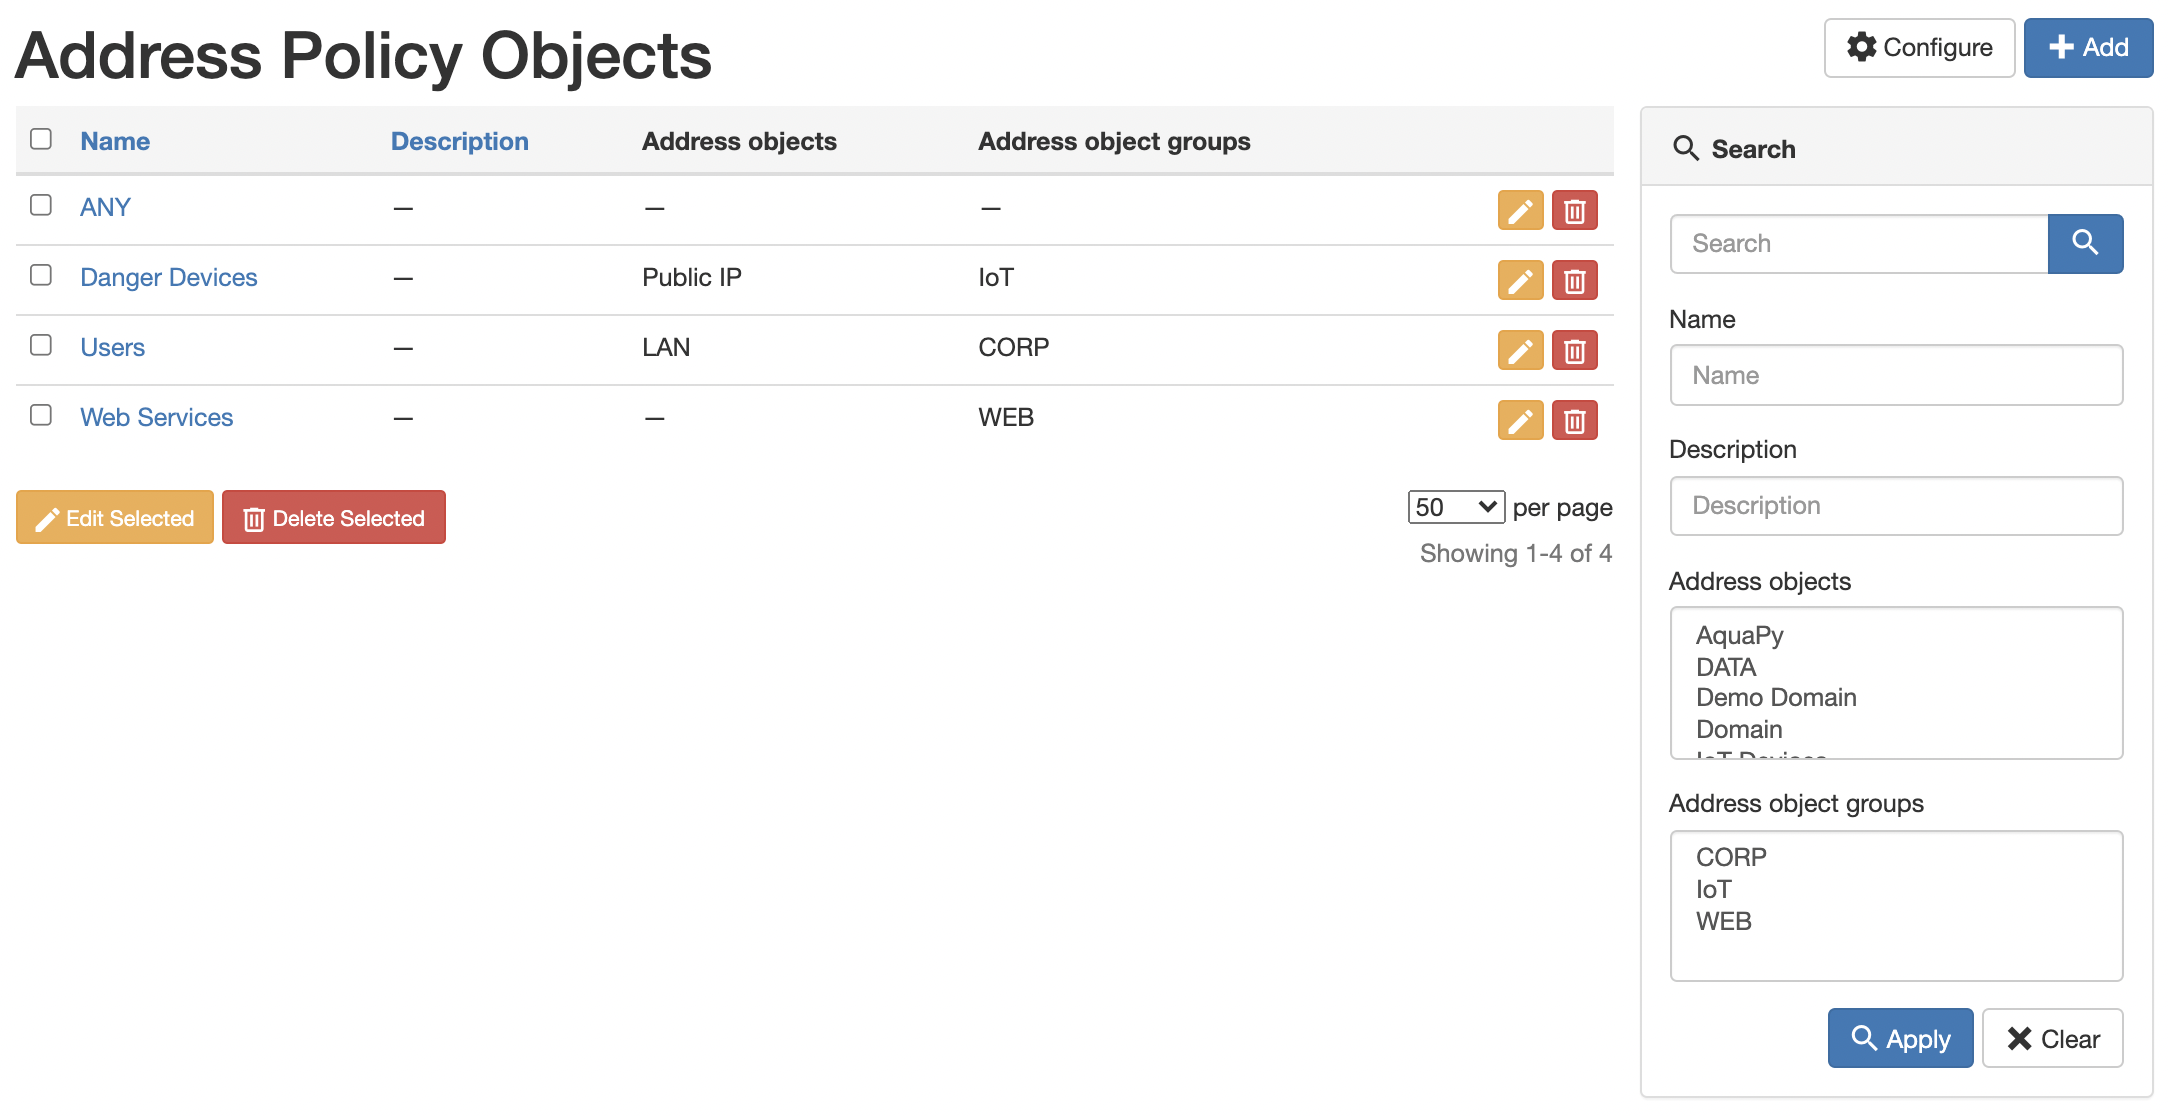 Address Policy Objects
Configure
Add
Name Description Address objects Address object groups
ANY — — —
Danger Devices — Public IP IoT
Users — LAN CORP
Web Services — — WEB
Edit Selected Delete Selected
50 per page
Showing 1-4 of 4
Search
Search
Name
Name
Description
Description
Address objects
AquaPy
DATA
Demo Domain
Domain
IoT Devices
Address object groups
CORP
IoT
WEB
Apply Clear